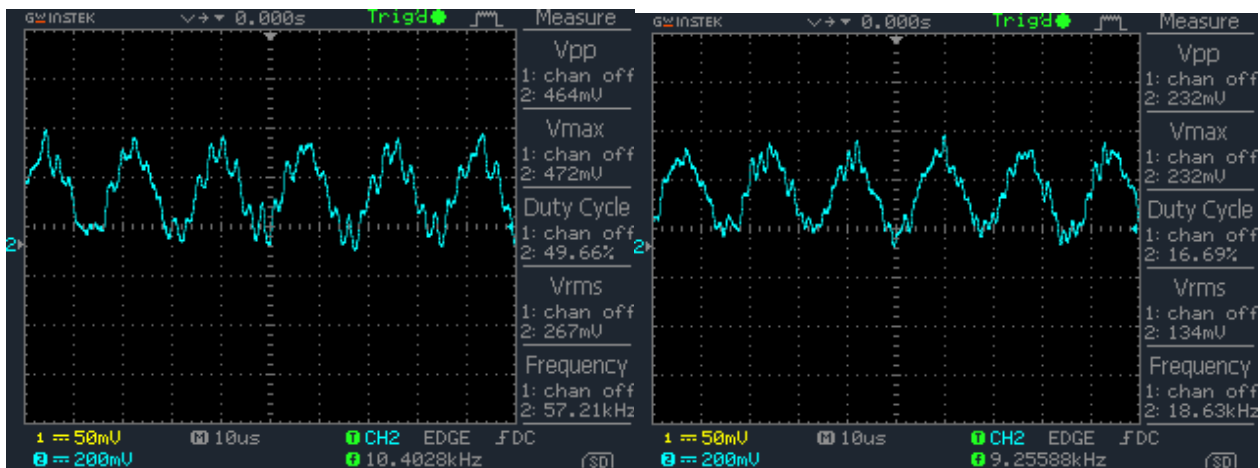 GWINSTEK 0.000s Trig'd Measure
Vpp
1: chan off
2: 464mV
Vmax
1: chan off
2: 472mV
Duty Cycle
1: chan off
2: 49.66%
Vrms
1: chan off
2: 267mV
Frequency
1: chan off
2: 57.21kHz
2
1 50mV M 10us T CH2 EDGE DC
2 200mV f 10.4028kHz SD
GWINSTEK 0.000s Trig'd Measure
Vpp
1: chan off
2: 232mV
Vmax
1: chan off
2: 232mV
Duty Cycle
1: chan off
2: 16.69%
Vrms
1: chan off
2: 134mV
Frequency
1: chan off
2: 18.63kHz
2
1 50mV M 10us T CH2 EDGE DC
2 200mV f 9.25588kHz SD